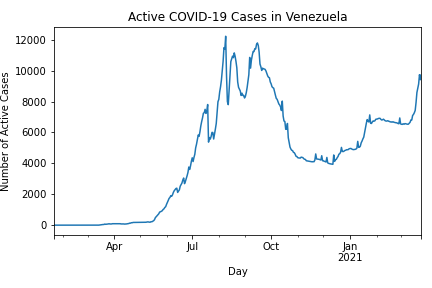 Active COVID-19 Cases in Venezuela
12000
10000
8000
6000
4000
2000
0
Number of Active Cases
Apr Jul Oct Jan
2021
Day